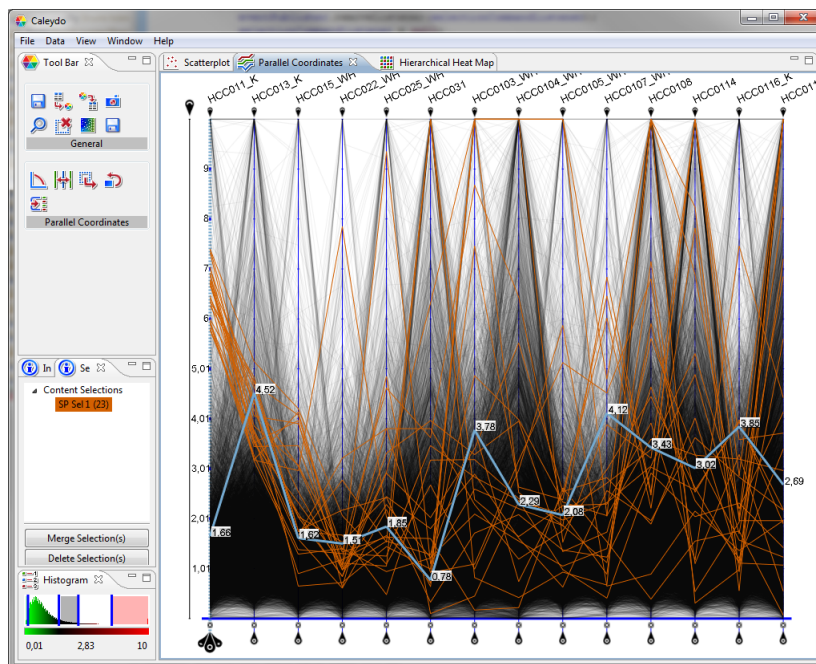 Caleydo
File Data View Window Help
Tool Bar
Scatterplot Parallel Coordinates Hierarchical Heat Map
General
Parallel Coordinates
In Se
Content Selections
SP Sel 1 (23)
Merge Selection(s)
Delete Selection(s)
Histogram
0,01 2,83 10
HCC011_K HCC013_K HCC015_WH HCC022_WH HCC025_WH HCC031 HCC0103_WH HCC0104_WH HCC0105_WH HCC0107_WH HCC0108 HCC0114 HCC0116_K HCC011
9
8
7
6
5,01
4,01
3,01
2,01
1,01
1.66 4.52 1,62 1,51 1,85 0,78 3,78 2,29 2,08 4,12 3,43 3,02 3,85 2,69